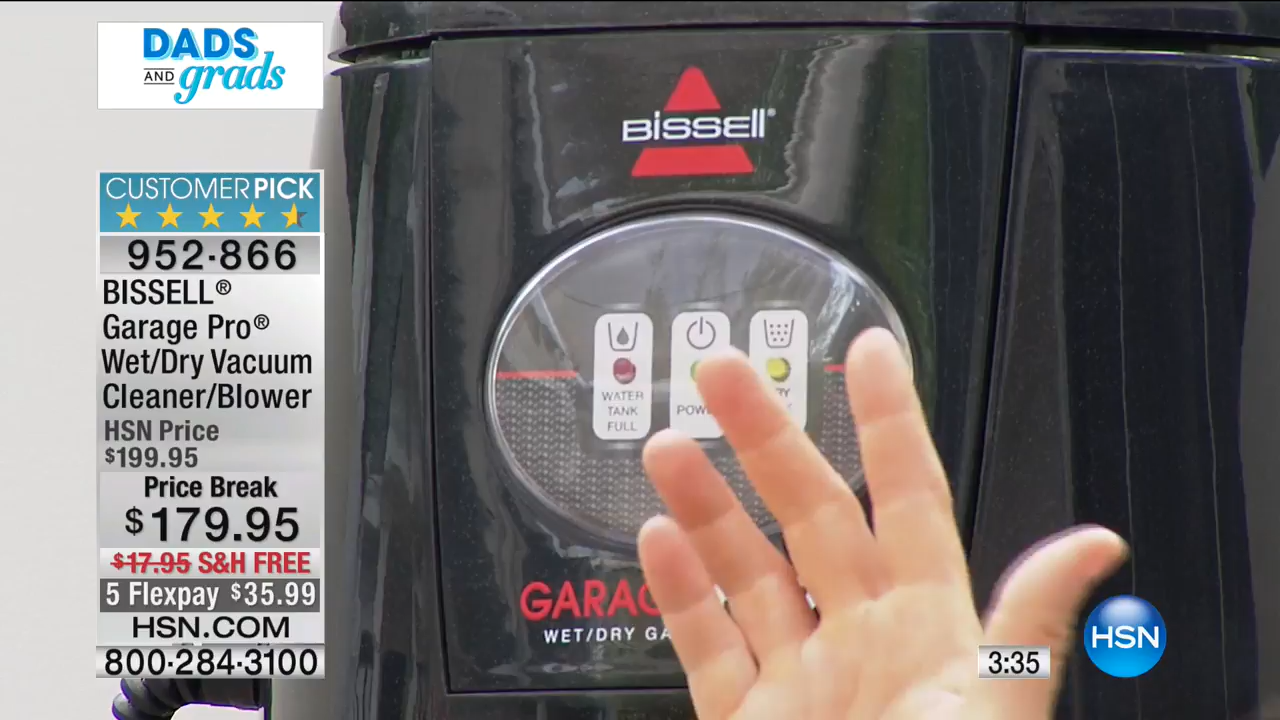 DADS
AND grads
CUSTOMER PICK
952·866
BISSELL®
Garage Pro®
Wet/Dry Vacuum
Cleaner/Blower
HSN Price
$199.95
Price Break
$179.95
$17.95 S&H FREE
5 Flexpay $35.99
HSN.COM
800·284·3100
BISSELL®
WATER
TANK
FULL
WET/DRY
3:35
HSN